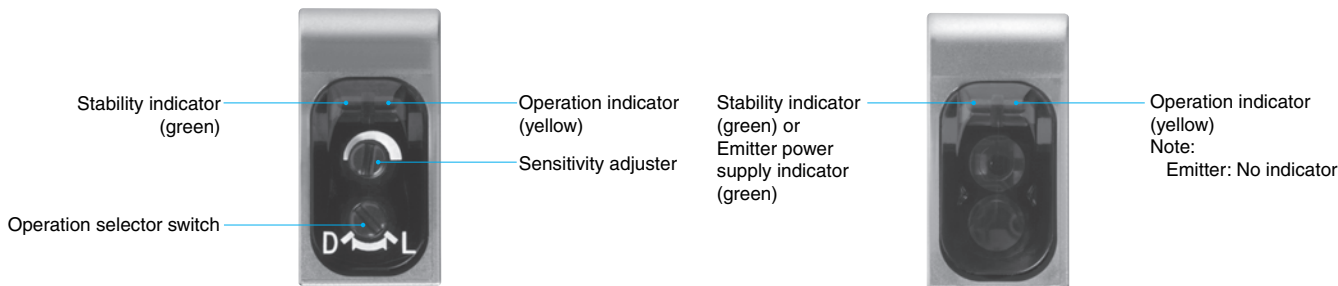 Stability indicator
(green)
Operation indicator
(yellow)
Sensitivity adjuster
Operation selector switch
D L
Stability indicator
(green) or
Emitter power
supply indicator
(green)
Operation indicator
(yellow)
Note:
Emitter: No indicator